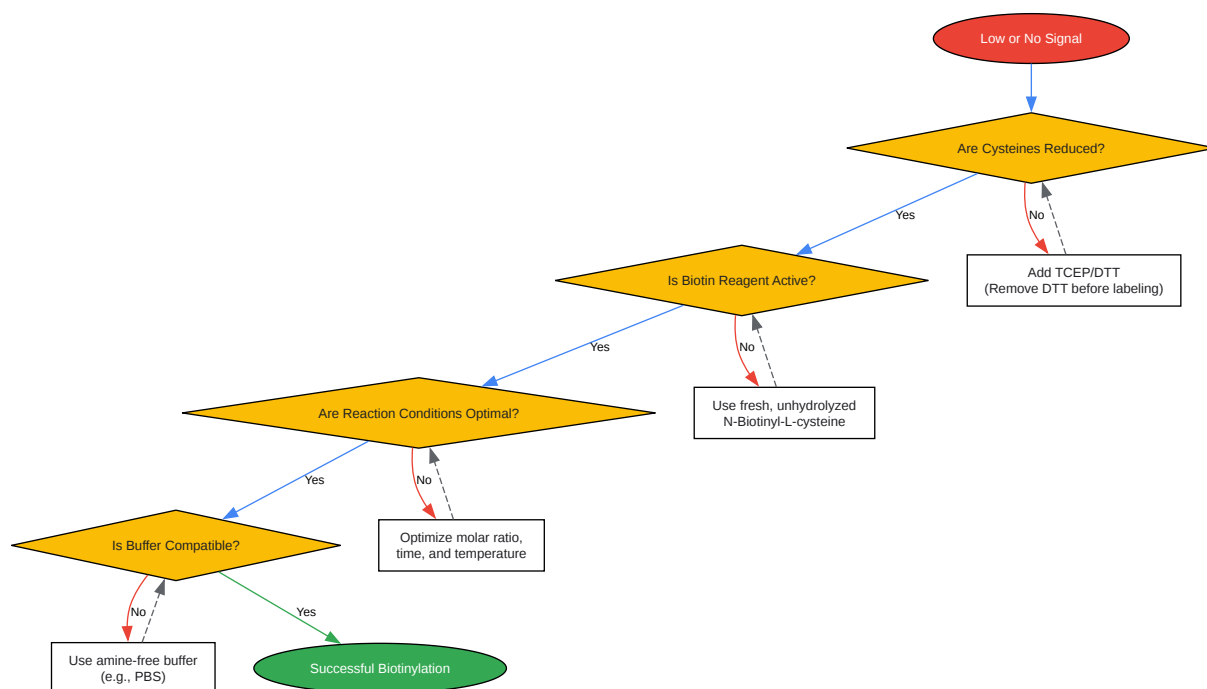 Low or No Signal
Are Cysteines Reduced?
Yes
No
Add TCEP/DTT
(Remove DTT before labeling)
Is Biotin Reagent Active?
Yes
No
Use fresh, unhydrolyzed
N-Biotinyl-L-cysteine
Are Reaction Conditions Optimal?
Yes
No
Optimize molar ratio,
time, and temperature
Is Buffer Compatible?
No
Yes
Use amine-free buffer
(e.g., PBS)
Successful Biotinylation